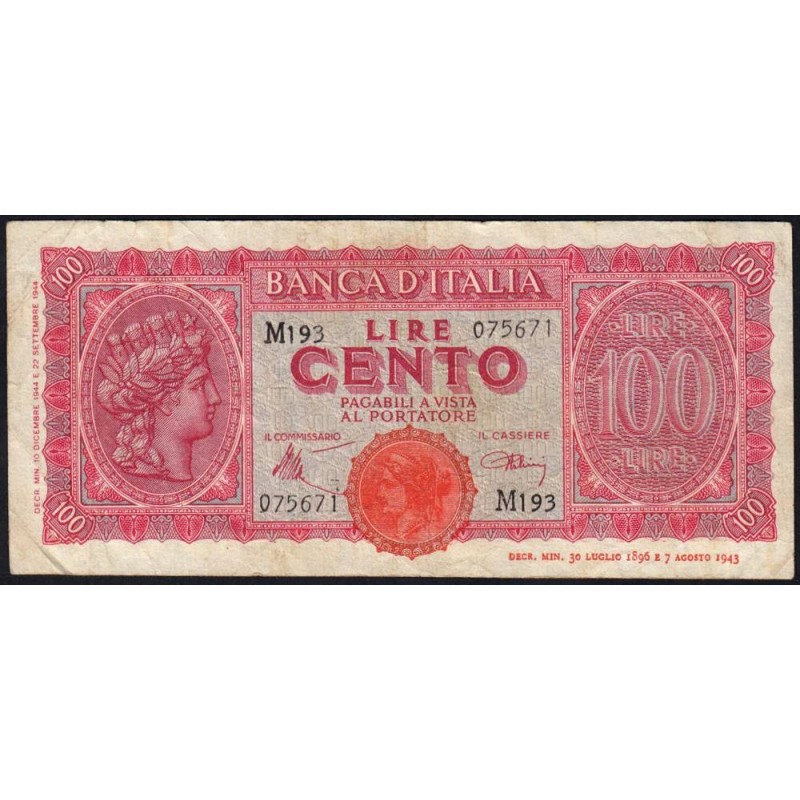 100
100
BANCA D'ITALIA
M193 LIRE 075671
CENTO
PAGABILI A VISTA
AL PORTATORE
IL COMMISSARIO
IL CASSIERE
075671
M193
LIRE
100
LIRE
100
100
DECR. MIN. 10 DICEMBRE 1944 E 22 SETTEMBRE 1944
DECR. MIN. 30 LUGLIO 1896 E 7 AGOSTO 1943